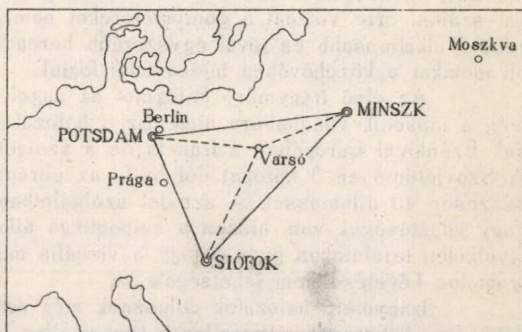 Moszkva
MINSZK
Berlin
POTSDAM
Varsó
Prága
SIÓFOK